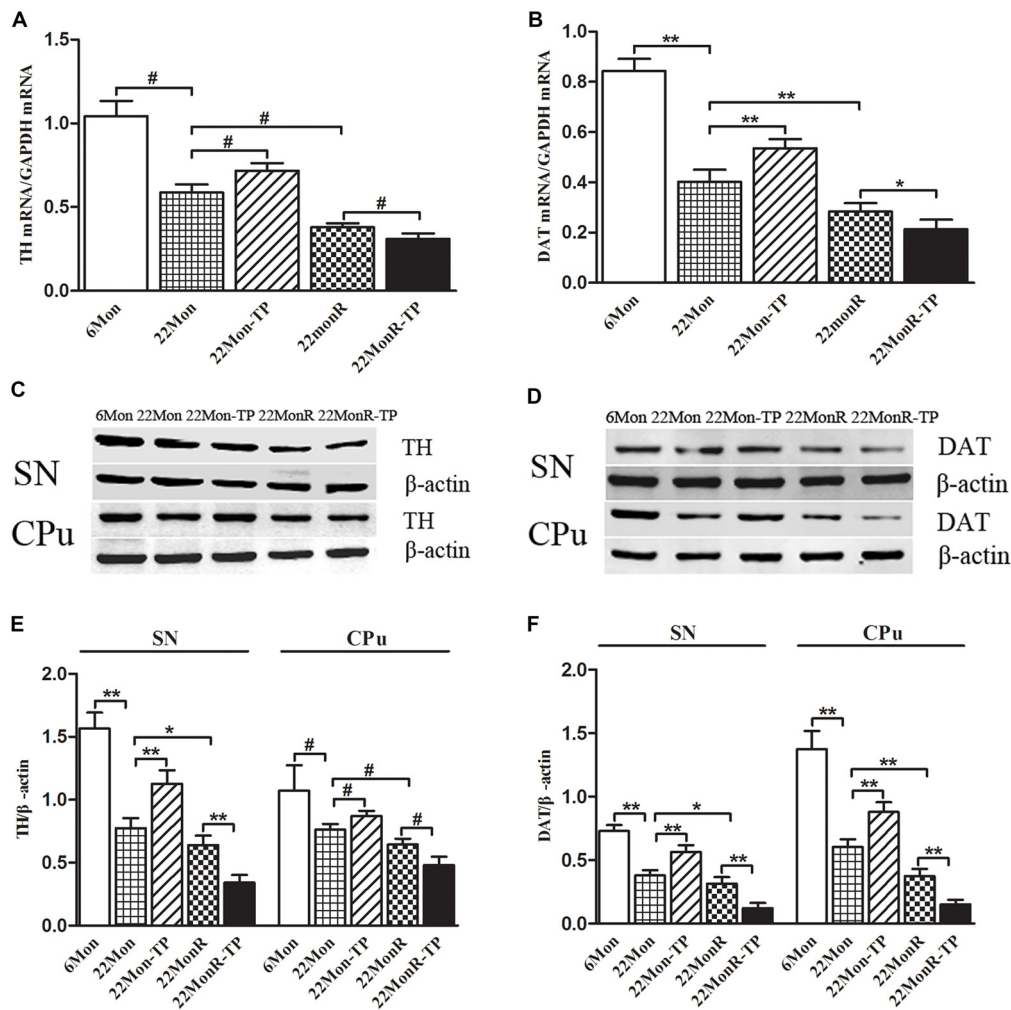 A
TH mRNA/GAPDH mRNA
1.5
1.0
0.5
0.0
#
#
#
#
6Mon
22Mon
22Mon-TP
22monR
22MonR-TP
B
DAT mRNA/GAPDH mRNA
1.0
0.8
0.6
0.4
0.2
0.0
**
**
**
*
6Mon
22Mon
22Mon-TP
22monR
22MonR-TP
C
6Mon 22Mon 22Mon-TP 22MonR 22MonR-TP
SN
TH
β-actin
CPu
TH
β-actin
D
6Mon 22Mon 22Mon-TP 22MonR 22MonR-TP
SN
DAT
β-actin
CPu
DAT
β-actin
E
SN
CPu
TH/β -actin
2.0
1.5
1.0
0.5
0.0
**
*
**
**
#
#
#
#
6Mon
22Mon
22Mon-TP
22MonR
22MonR-TP
6Mon
22Mon
22Mon-TP
22MonR
22MonR-TP
F
SN
CPu
DAT/β -actin
2.0
1.5
1.0
0.5
0.0
**
*
**
**
**
**
**
**
6Mon
22Mon
22Mon-TP
22MonR
22MonR-TP
6Mon
22Mon
22Mon-TP
22MonR
22MonR-TP